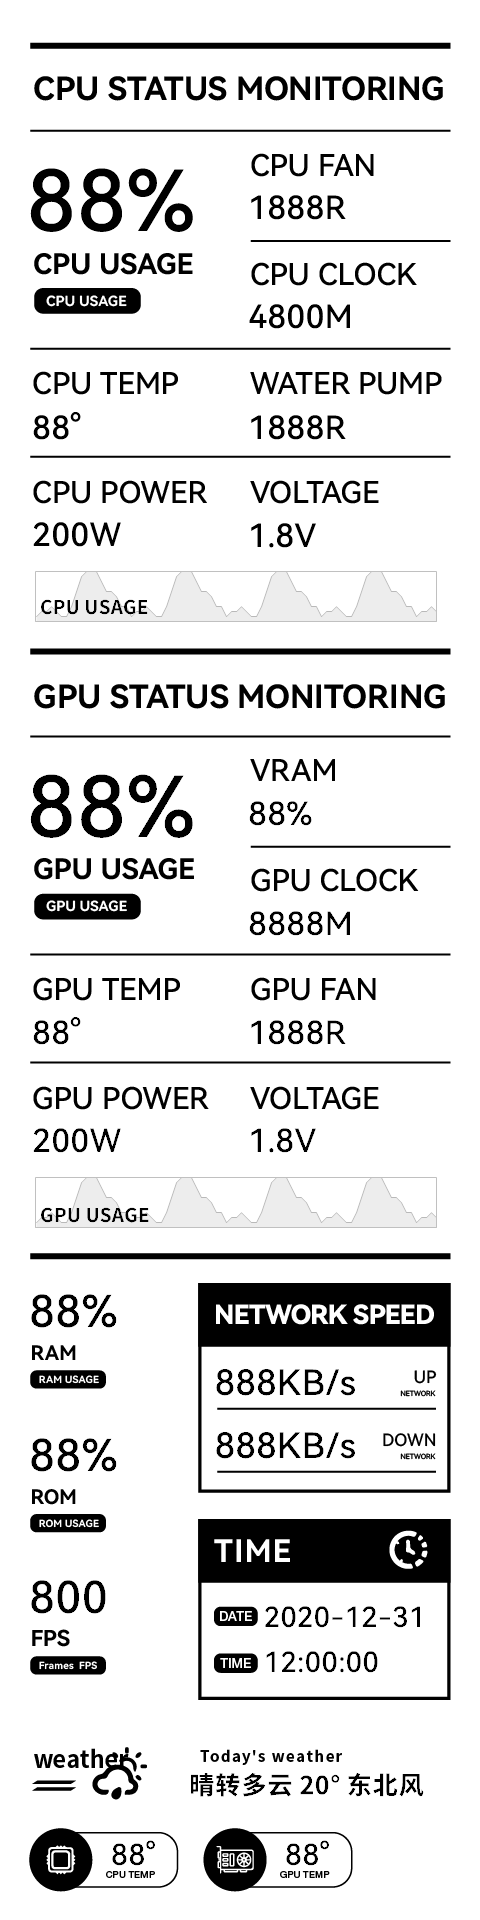 CPU STATUS MONITORING
88%
CPU USAGE
CPU USAGE
CPU FAN
1888R
CPU CLOCK
4800M
CPU TEMP
88°
WATER PUMP
1888R
CPU POWER
200W
VOLTAGE
1.8V
CPU USAGE
GPU STATUS MONITORING
88%
GPU USAGE
GPU USAGE
VRAM
88%
GPU CLOCK
8888M
GPU TEMP
88°
GPU FAN
1888R
GPU POWER
200W
VOLTAGE
1.8V
GPU USAGE
88%
RAM
RAM USAGE
88%
ROM
ROM USAGE
800
FPS
Frames FPS
NETWORK SPEED
888KB/s
UP
NETWORK
888KB/s
DOWN
NETWORK
TIME
DATE 2020-12-31
TIME 12:00:00
weather
Today's weather
晴转多云 20° 东北风
88°
CPU TEMP
88°
GPU TEMP